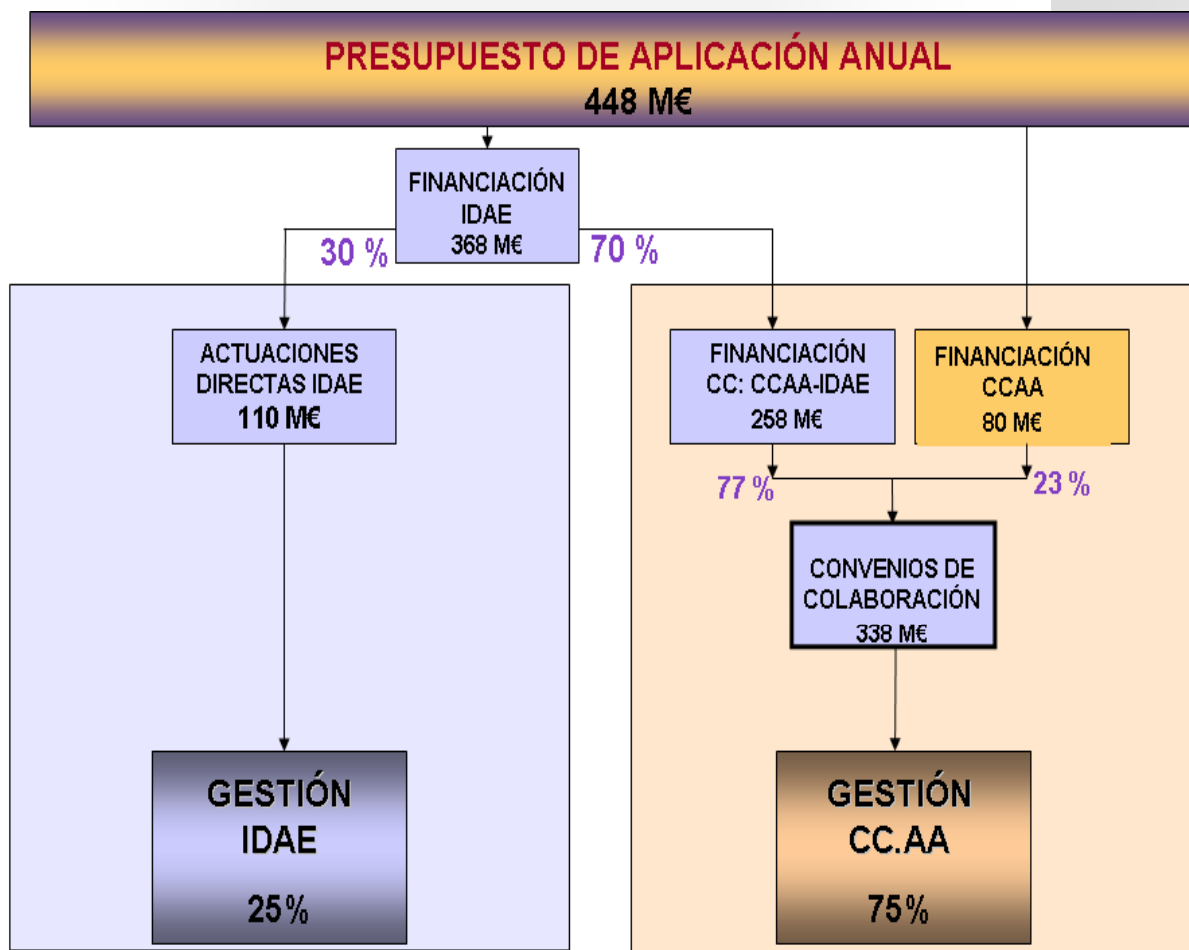 PRESUPUESTO DE APLICACIÓN ANUAL
448 M€
FINANCIACIÓN
IDAE
368 M€
30 %
70 %
ACTUACIONES
DIRECTAS IDAE
110 M€
FINANCIACIÓN
CC: CCAA-IDAE
258 M€
FINANCIACIÓN
CCAA
80 M€
77 %
23 %
CONVENIOS DE
COLABORACIÓN
338 M€
GESTIÓN
IDAE
25%
GESTIÓN
CC.AA
75%